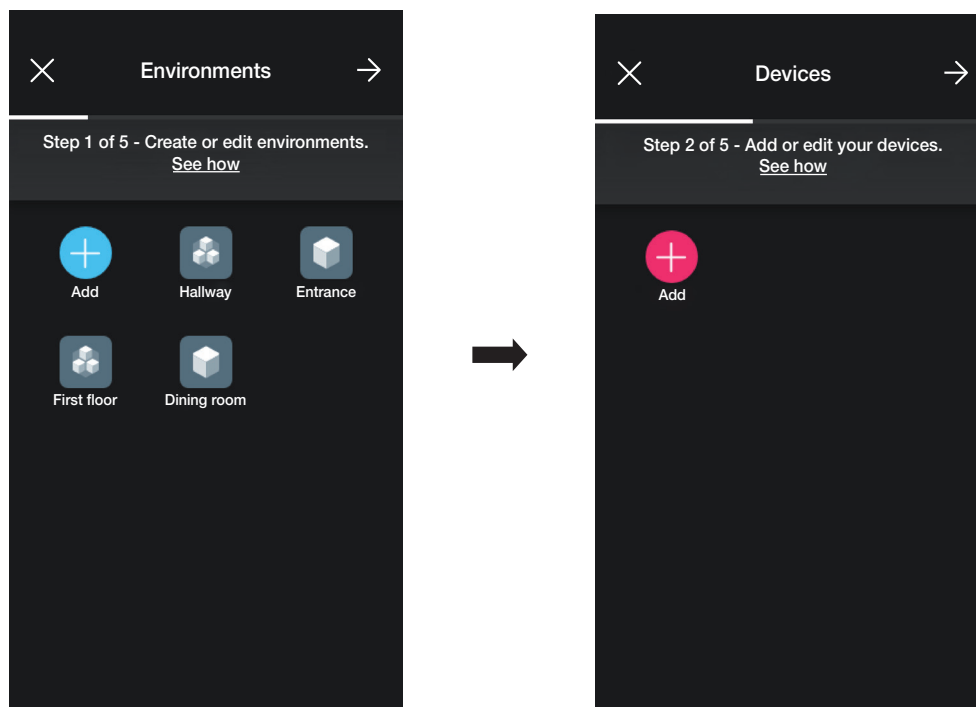 Environments
Step 1 of 5 - Create or edit environments.
See how
Add
Hallway
Entrance
First floor
Dining room
Devices
Step 2 of 5 - Add or edit your devices.
See how
Add